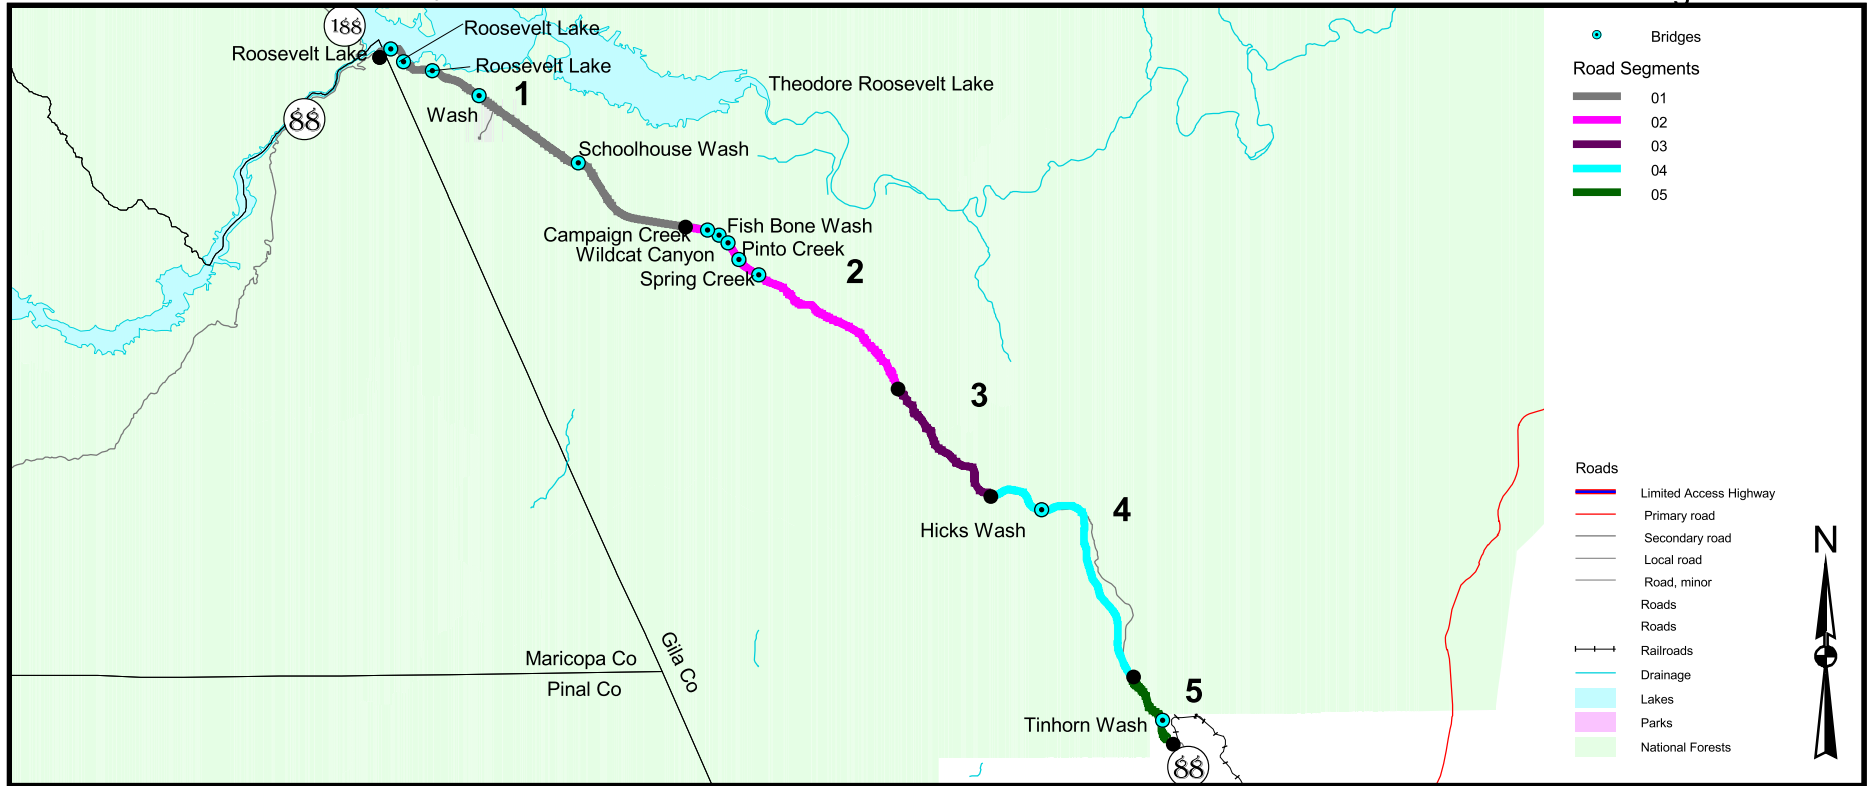 188
Roosevelt Lake
Roosevelt Lake
Roosevelt Lake
Theodore Roosevelt Lake
88
1
Wash
Schoolhouse Wash
Campaign Creek
Fish Bone Wash
Wildcat Canyon
Pinto Creek
Spring Creek
2
3
Hicks Wash
4
Maricopa Co
Pinal Co
Gila Co
5
Tinhorn Wash
88
Bridges
Road Segments
01
02
03
04
05
Roads
Limited Access Highway
Primary road
Secondary road
Local road
Road, minor
Roads
Roads
Railroads
Drainage
Lakes
Parks
National Forests
N